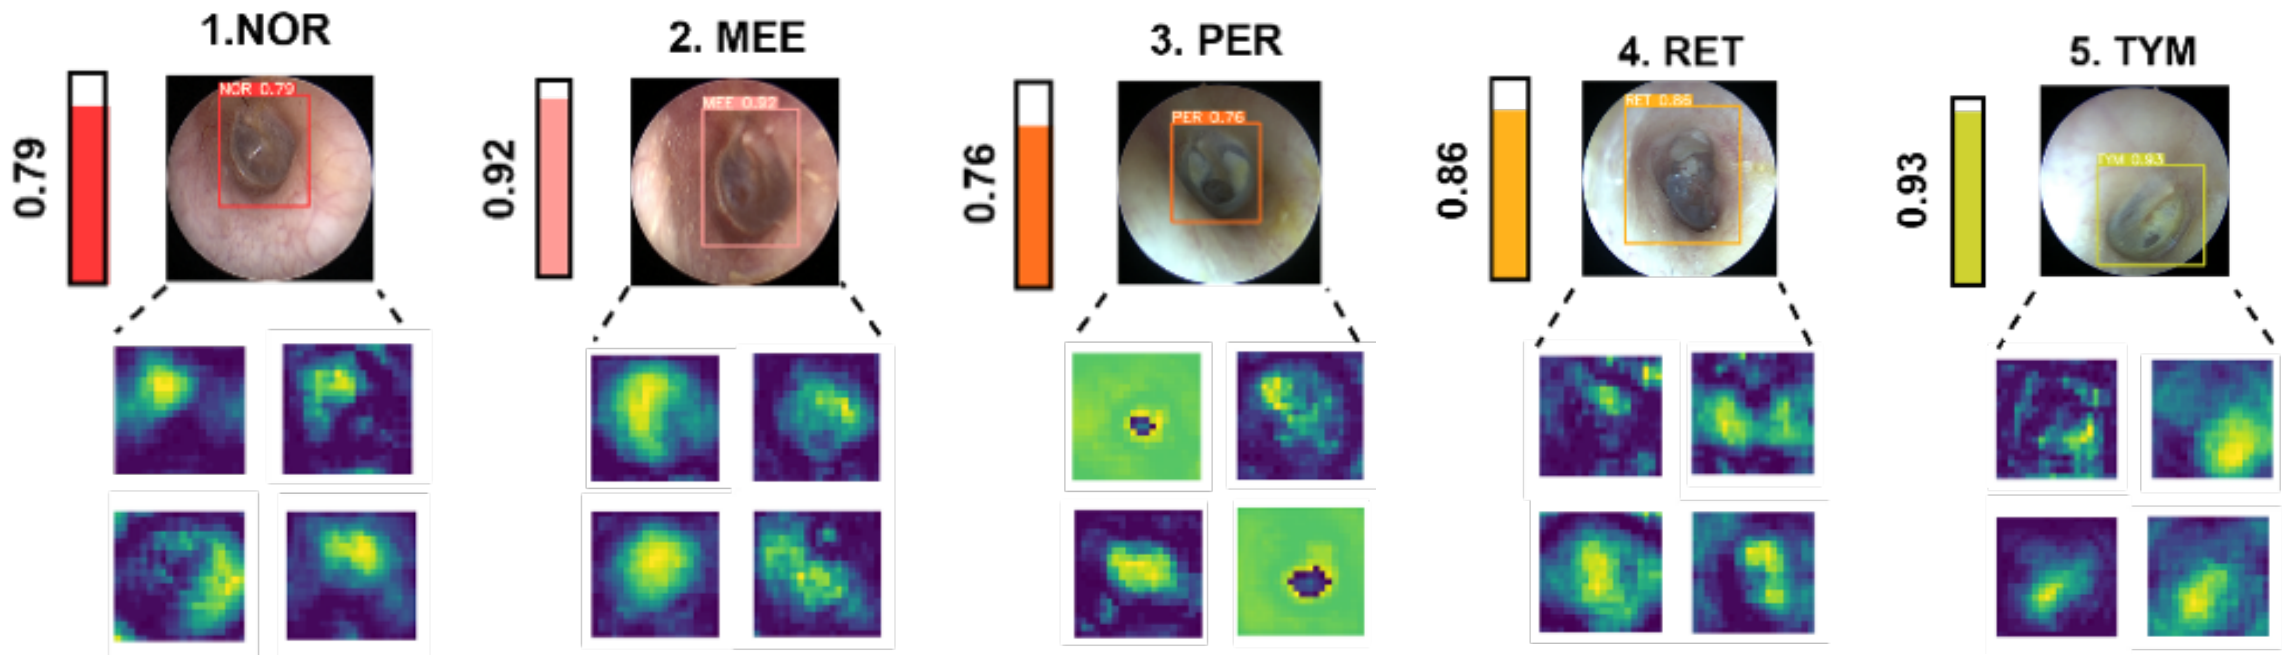 1.NOR
2. MEE
3. PER
4. RET
5. TYM
0.79
NOR 0.79
0.92
MEE 0.92
0.76
PER 0.76
0.86
RET 0.86
0.93
TYM 0.93